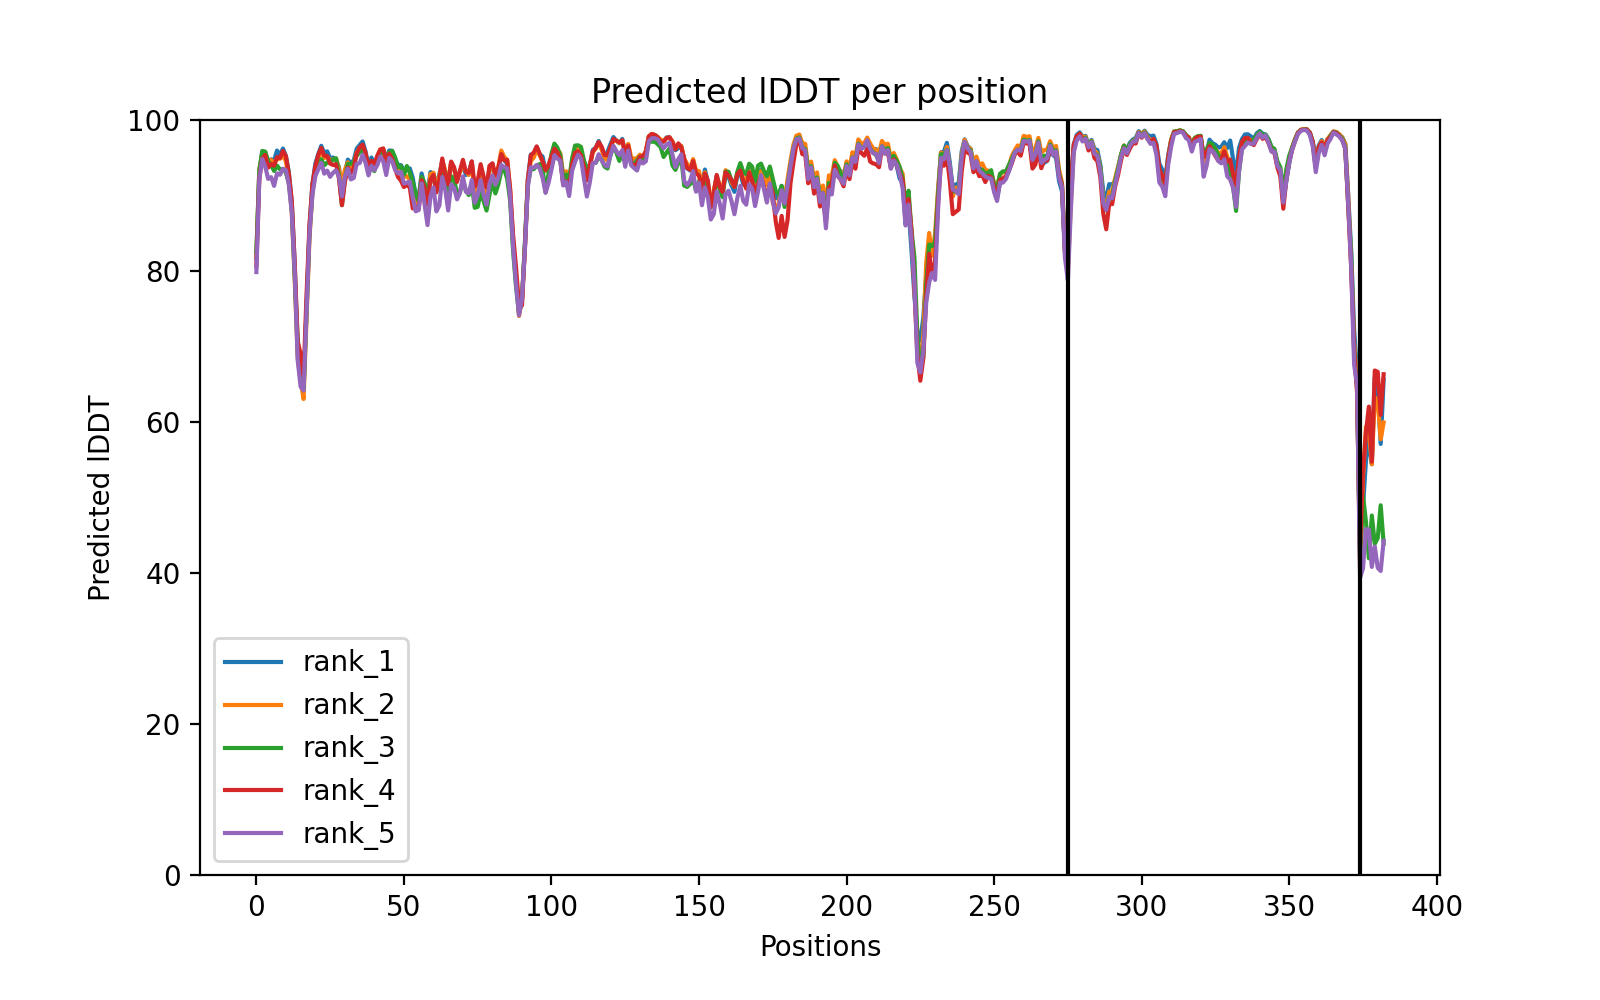 Predicted lDDT per position
100
80
60
40
20
0
Predicted lDDT
rank_1
rank_2
rank_3
rank_4
rank_5
0 50 100 150 200 250 300 350 400
Positions